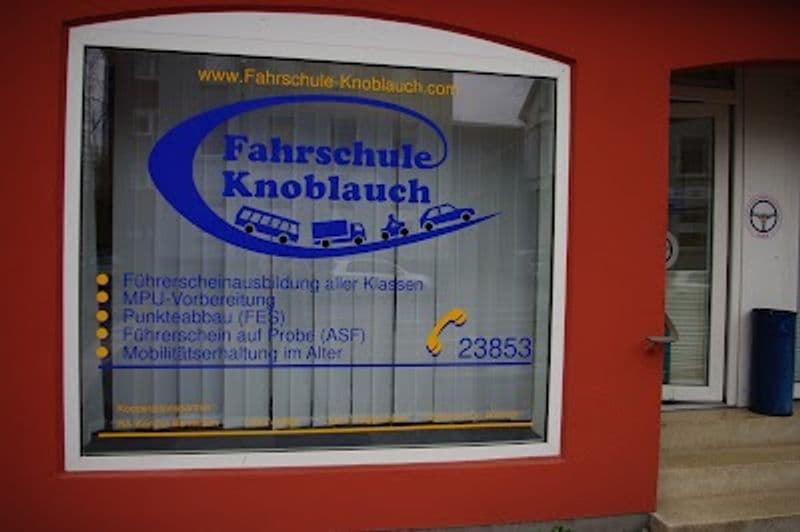 www.Fahrschule-Knoblauch.com
Fahrschule
Knoblauch
Führerscheinausbildung aller Klassen
MPU-Vorbereitung
Punkteabbau (FES)
Führerschein auf Probe (ASF)
Mobilitätserhaltung im Alter
23853